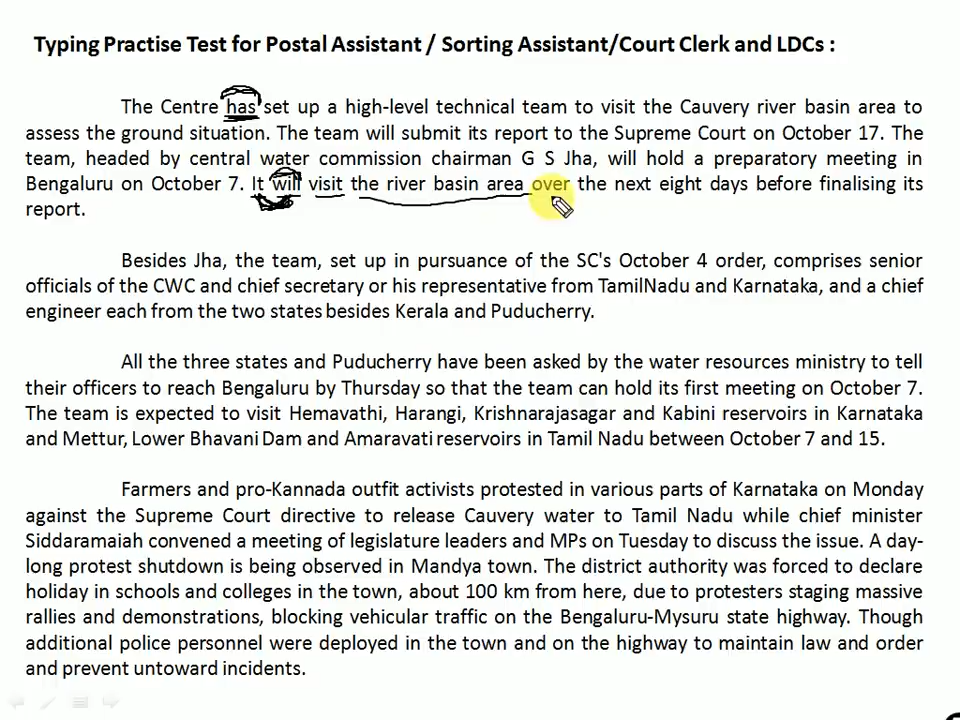 Typing Practise Test for Postal Assistant / Sorting Assistant/Court Clerk and LDCs :
The Centre has set up a high-level technical team to visit the Cauvery river basin area to
assess the ground situation. The team will submit its report to the Supreme Court on October 17. The
team, headed by central water commission chairman G S Jha, will hold a preparatory meeting in
Bengaluru on October 7. It will visit the river basin area over the next eight days before finalising its
report.
Besides Jha, the team, set up in pursuance of the SC's October 4 order, comprises senior
officials of the CWC and chief secretary or his representative from TamilNadu and Karnataka, and a chief
engineer each from the two states besides Kerala and Puducherry.
All the three states and Puducherry have been asked by the water resources ministry to tell
their officers to reach Bengaluru by Thursday so that the team can hold its first meeting on October 7.
The team is expected to visit Hemavathi, Harangi, Krishnarajasagar and Kabini reservoirs in Karnataka
and Mettur, Lower Bhavani Dam and Amaravati reservoirs in Tamil Nadu between October 7 and 15.
Farmers and pro-Kannada outfit activists protested in various parts of Karnataka on Monday
against the Supreme Court directive to release Cauvery water to Tamil Nadu while chief minister
Siddaramaiah convened a meeting of legislature leaders and MPs on Tuesday to discuss the issue. A day-
long protest shutdown is being observed in Mandya town. The district authority was forced to declare
holiday in schools and colleges in the town, about 100 km from here, due to protesters staging massive
rallies and demonstrations, blocking vehicular traffic on the Bengaluru-Mysuru state highway. Though
additional police personnel were deployed in the town and on the highway to maintain law and order
and prevent untoward incidents.